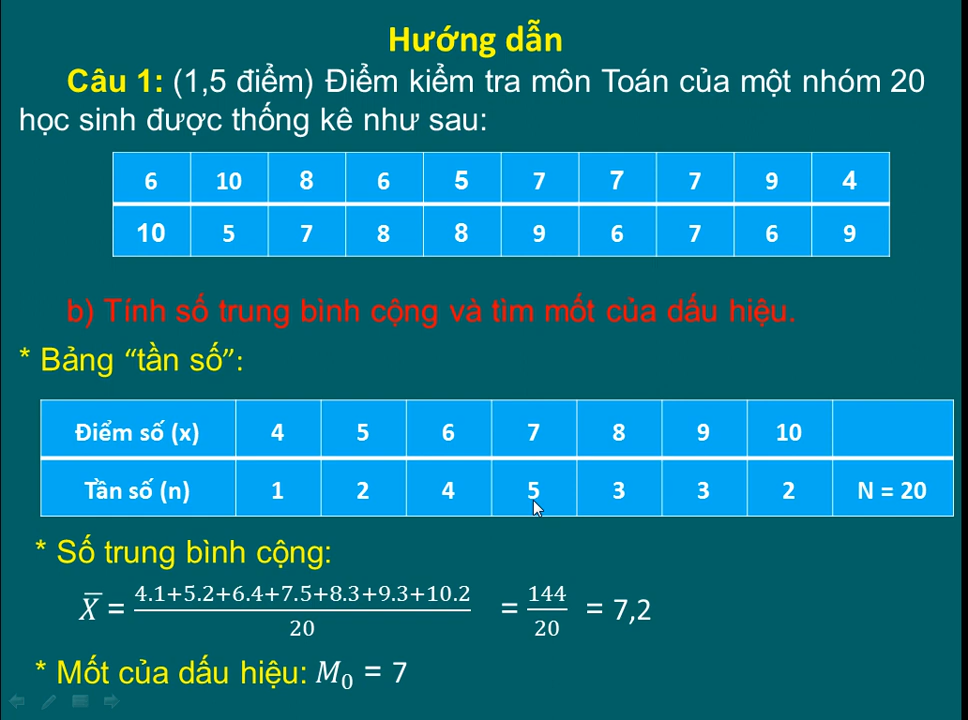 Hướng dẫn
Câu 1: (1,5 điểm) Điểm kiểm tra môn Toán của một nhóm 20
học sinh được thống kê như sau:
6 10 8 6 5 7 7 7 9 4
10 5 7 8 8 9 6 7 6 9
b) Tính số trung bình cộng và tìm mốt của dấu hiệu.
* Bảng “tần số”:
Điểm số (x) 4 5 6 7 8 9 10
Tần số (n) 1 2 4 5 3 3 2 N = 20
* Số trung bình cộng:
X̅ = (4.1+5.2+6.4+7.5+8.3+9.3+10.2)/20 = 144/20 = 7,2
* Mốt của dấu hiệu: M₀ = 7